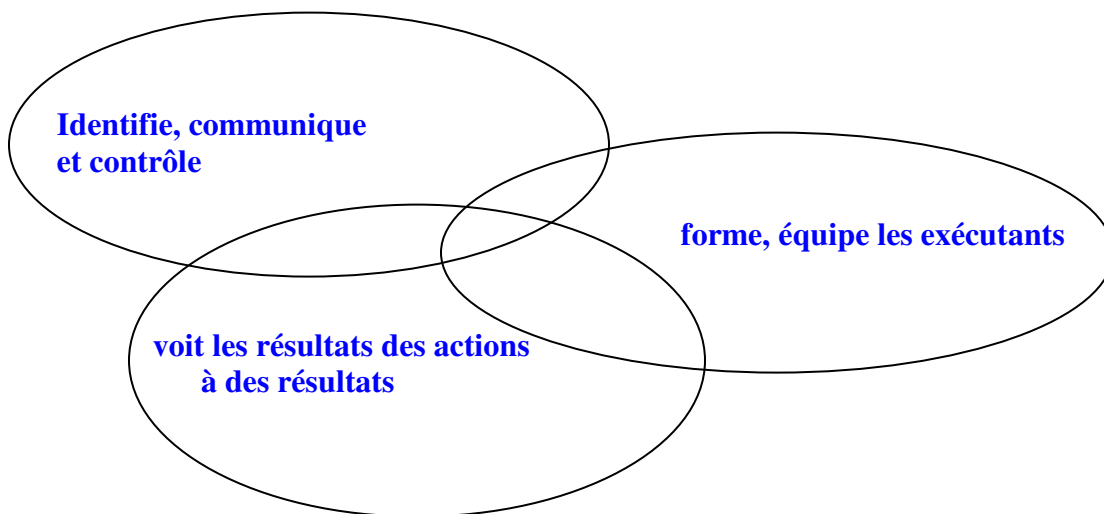 Identifie, communique
et contrôle
forme, équipe les exécutants
voit les résultats des actions
à des résultats